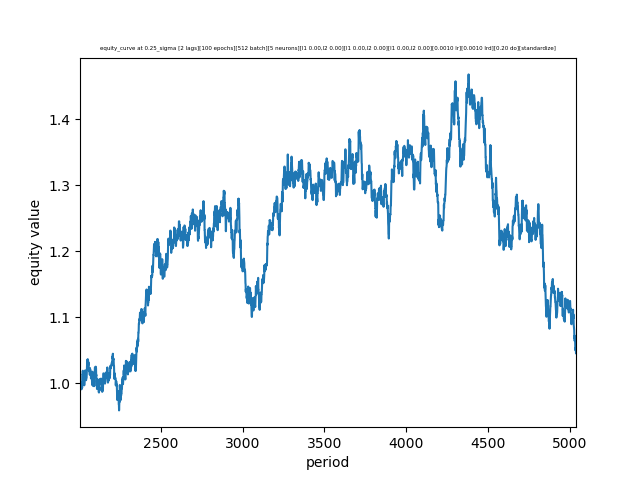 equity_curve at 0.25_sigma [2 lags][100 epochs][512 batch][5 neurons][l1 0.00,l2 0.00][l1 0.00,l2 0.00][l1 0.00,l2 0.00][0.0010 lr][0.0010 lrd][0.20 do][standardize]
1.4
1.3
1.2
1.1
1.0
equity value
2500 3000 3500 4000 4500 5000
period